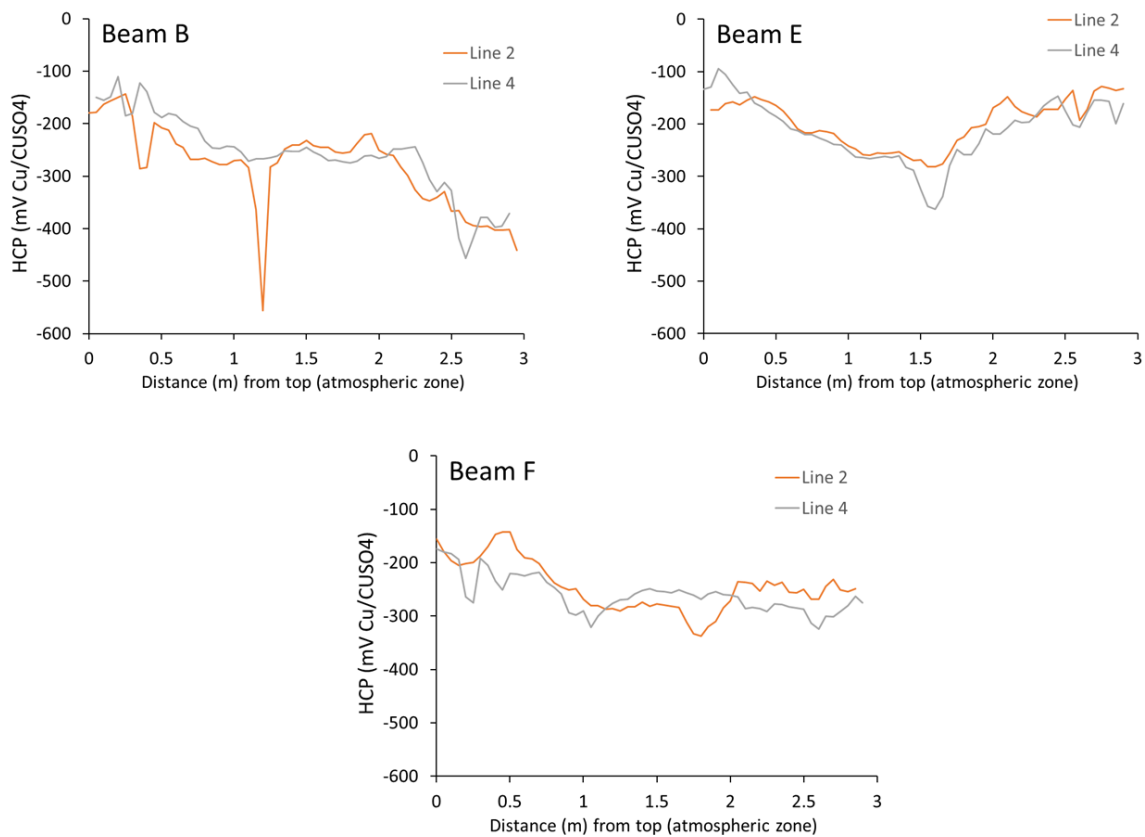 Beam B
Line 2
Line 4
HCP (mV Cu/CUSO4)
0
-100
-200
-300
-400
-500
-600
0 0.5 1 1.5 2 2.5 3
Distance (m) from top (atmospheric zone)
Beam E
Line 2
Line 4
HCP (mV Cu/CUSO4)
0
-100
-200
-300
-400
-500
-600
0 0.5 1 1.5 2 2.5 3
Distance (m) from top (atmospheric zone)
Beam F
Line 2
Line 4
HCP (mV Cu/CUSO4)
0
-100
-200
-300
-400
-500
-600
0 0.5 1 1.5 2 2.5 3
Distance (m) from top (atmospheric zone)